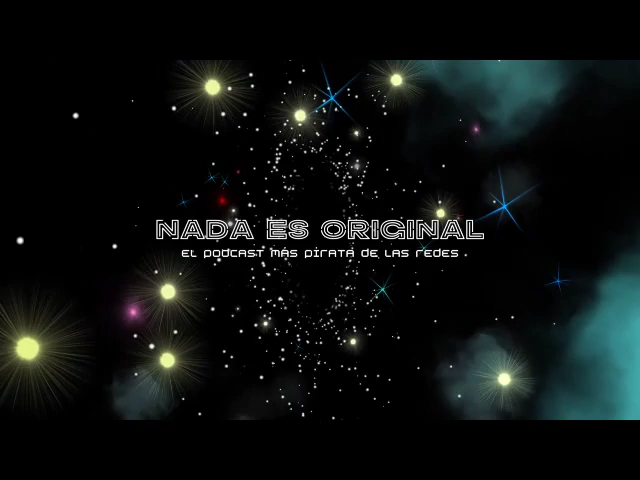 NADA ES ORIGINAL
EL PODCAST MÁS PIRATA DE LAS REDES